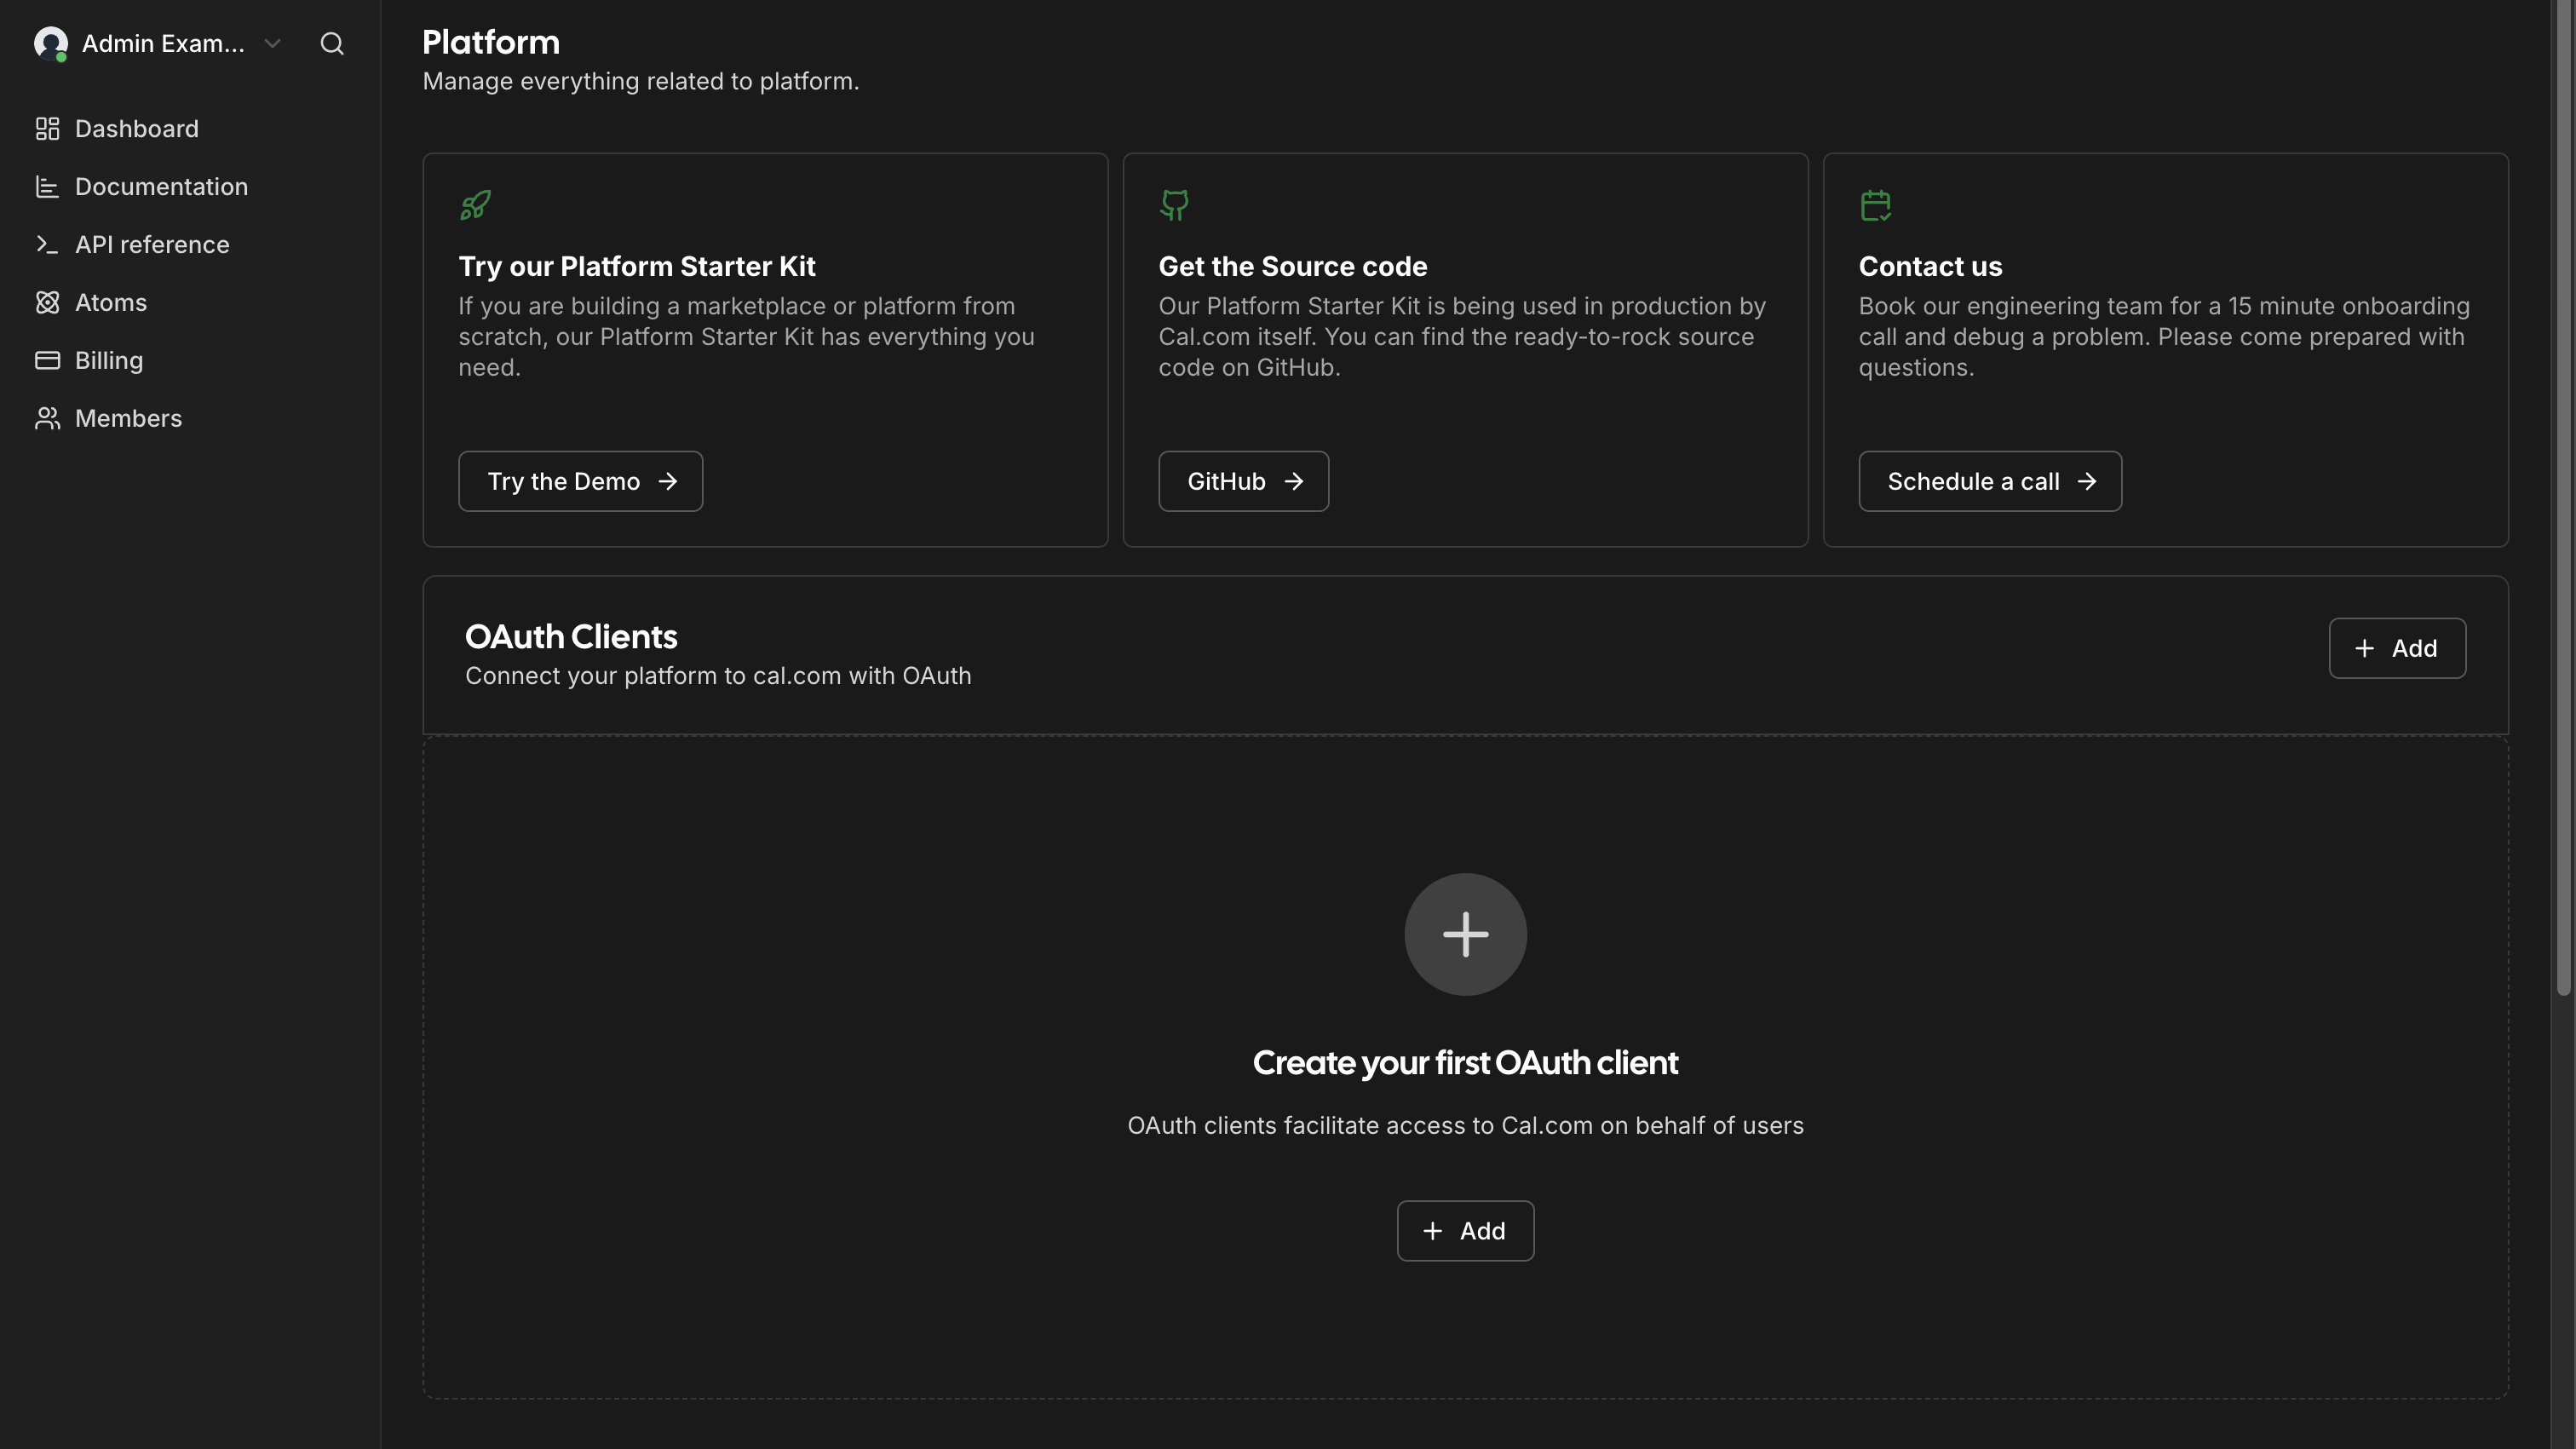 Admin Exam...
Dashboard
Documentation
API reference
Atoms
Billing
Members
Platform
Manage everything related to platform.
Try our Platform Starter Kit
If you are building a marketplace or platform from
scratch, our Platform Starter Kit has everything you
need.
Try the Demo
Get the Source code
Our Platform Starter Kit is being used in production by
Cal.com itself. You can find the ready-to-rock source
code on GitHub.
GitHub
Contact us
Book our engineering team for a 15 minute onboarding
call and debug a problem. Please come prepared with
questions.
Schedule a call
OAuth Clients
Connect your platform to cal.com with OAuth
Add
Create your first OAuth client
OAuth clients facilitate access to Cal.com on behalf of users
Add